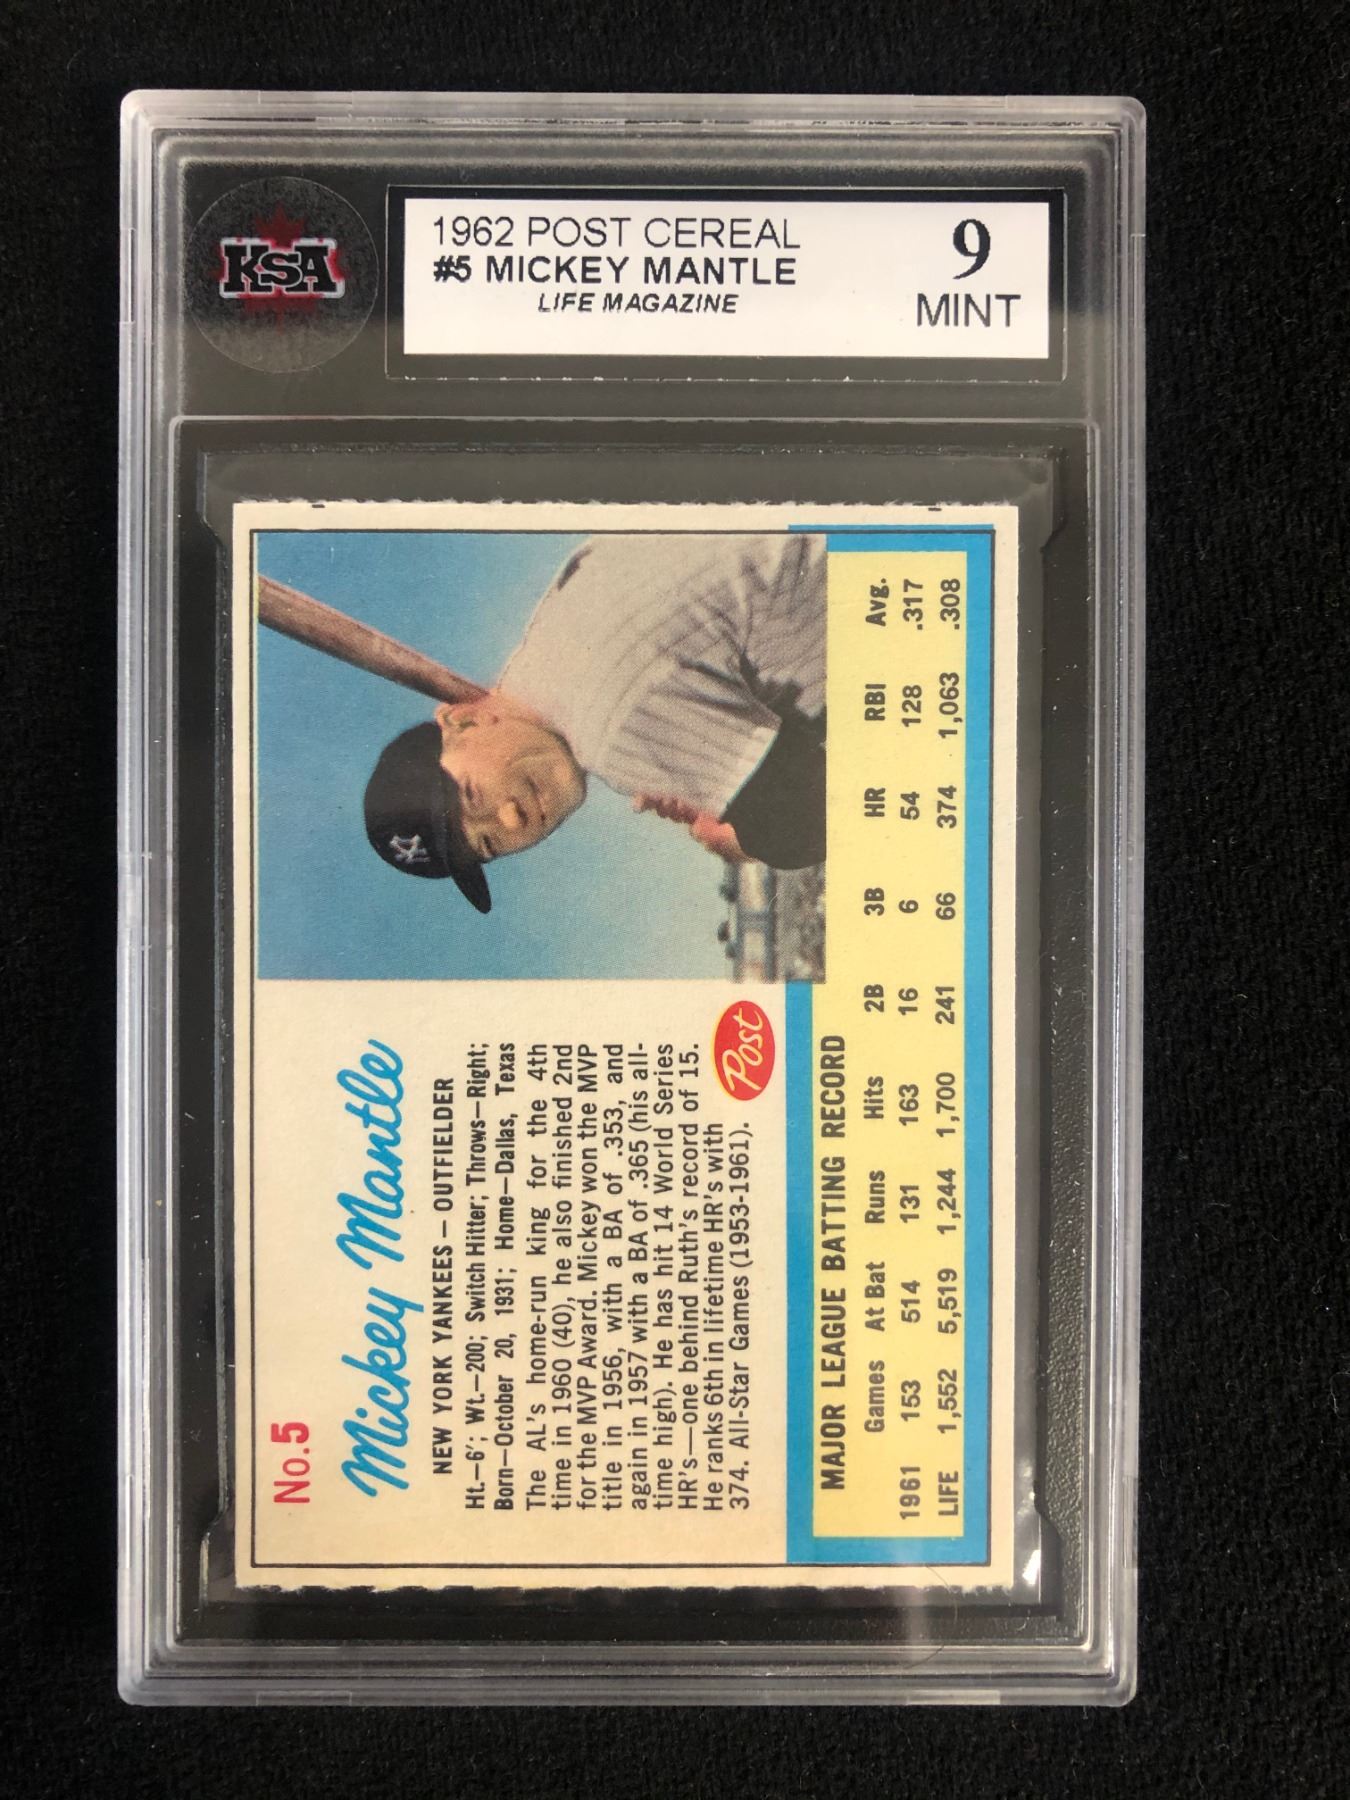 KSA
1962 POST CEREAL
#5 MICKEY MANTLE
LIFE MAGAZINE
9
MINT
No.5
Mickey Mantle
NEW YORK YANKEES — OUTFIELDER
Ht.—6'; Wt.—200; Switch Hitter; Throws—Right;
Born—October 20, 1931; Home—Dallas, Texas
The AL's home-run king for the 4th
time in 1960 (40), he also finished 2nd
for the MVP Award. Mickey won the MVP
title in 1956, with a BA of .353, and
again in 1957 with a BA of .365 (his all-
time high). He has hit 14 World Series
HR's—one behind Ruth's record of 15.
He ranks 6th in lifetime HR's with
374. All-Star Games (1953-1961).
Post
MAJOR LEAGUE BATTING RECORD
Games At Bat Runs Hits 2B 3B HR RBI Avg.
1961 153 514 131 163 16 6 54 128 .317
LIFE 1,552 5,519 1,244 1,700 241 66 374 1,063 .308